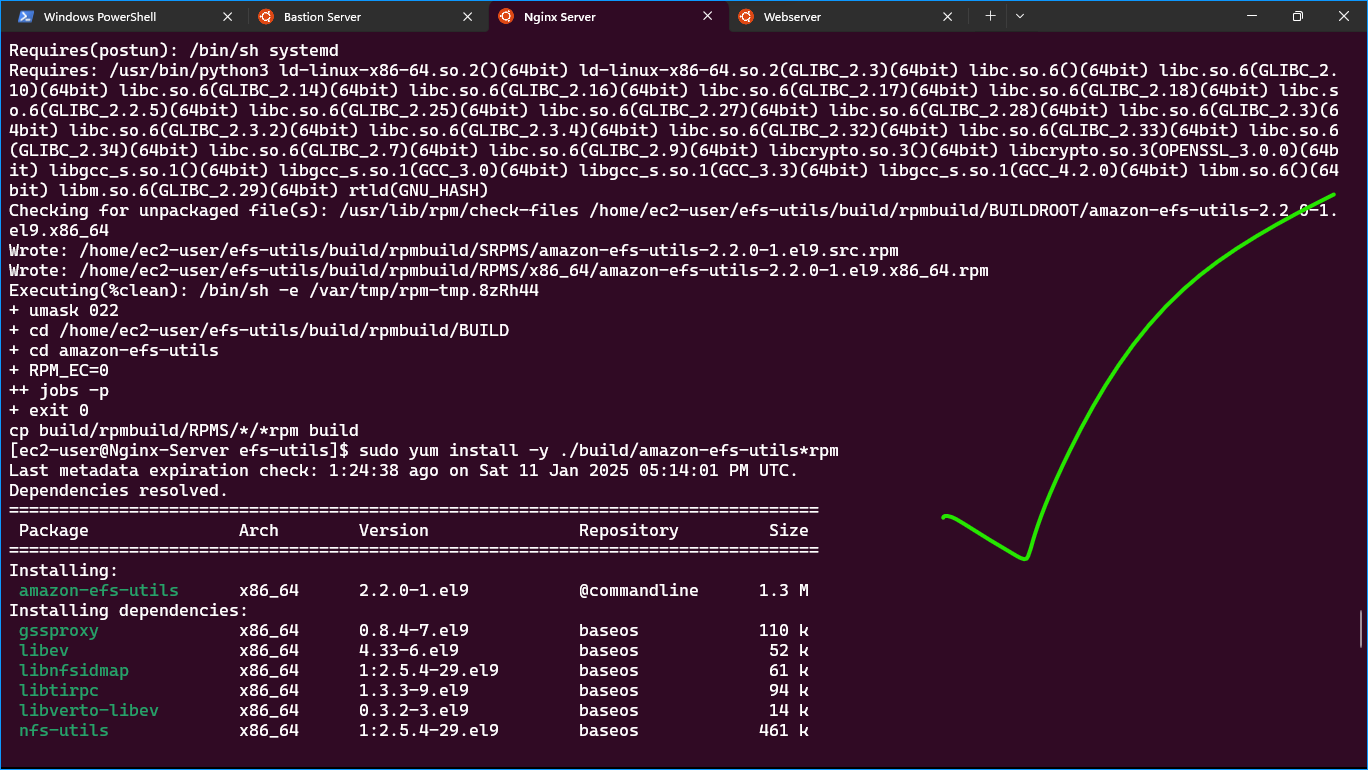 Windows PowerShell
Bastion Server
Nginx Server
Webserver
Requires(postun): /bin/sh systemd
Requires: /usr/bin/python3 ld-linux-x86-64.so.2()(64bit) ld-linux-x86-64.so.2(GLIBC_2.3)(64bit) libc.so.6()(64bit) libc.so.6(GLIBC_2.
10)(64bit) libc.so.6(GLIBC_2.14)(64bit) libc.so.6(GLIBC_2.16)(64bit) libc.so.6(GLIBC_2.17)(64bit) libc.so.6(GLIBC_2.18)(64bit) libc.s
o.6(GLIBC_2.2.5)(64bit) libc.so.6(GLIBC_2.25)(64bit) libc.so.6(GLIBC_2.27)(64bit) libc.so.6(GLIBC_2.28)(64bit) libc.so.6(GLIBC_2.3)(6
4bit) libc.so.6(GLIBC_2.3.2)(64bit) libc.so.6(GLIBC_2.3.4)(64bit) libc.so.6(GLIBC_2.32)(64bit) libc.so.6(GLIBC_2.33)(64bit) libc.so.6
(GLIBC_2.34)(64bit) libc.so.6(GLIBC_2.7)(64bit) libc.so.6(GLIBC_2.9)(64bit) libcrypto.so.3()(64bit) libcrypto.so.3(OPENSSL_3.0.0)(64b
it) libgcc_s.so.1()(64bit) libgcc_s.so.1(GCC_3.0)(64bit) libgcc_s.so.1(GCC_3.3)(64bit) libgcc_s.so.1(GCC_4.2.0)(64bit) libm.so.6()(64
bit) libm.so.6(GLIBC_2.29)(64bit) rtld(GNU_HASH)
Checking for unpackaged file(s): /usr/lib/rpm/check-files /home/ec2-user/efs-utils/build/rpmbuild/BUILDROOT/amazon-efs-utils-2.2.0-1.
el9.x86_64
Wrote: /home/ec2-user/efs-utils/build/rpmbuild/SRPMS/amazon-efs-utils-2.2.0-1.el9.src.rpm
Wrote: /home/ec2-user/efs-utils/build/rpmbuild/RPMS/x86_64/amazon-efs-utils-2.2.0-1.el9.x86_64.rpm
Executing(%clean): /bin/sh -e /var/tmp/rpm-tmp.8zRh44
+ umask 022
+ cd /home/ec2-user/efs-utils/build/rpmbuild/BUILD
+ cd amazon-efs-utils
+ RPM_EC=0
++ jobs -p
+ exit 0
cp build/rpmbuild/RPMS/*/*rpm build
[ec2-user@Nginx-Server efs-utils]$ sudo yum install -y ./build/amazon-efs-utils*rpm
Last metadata expiration check: 1:24:38 ago on Sat 11 Jan 2025 05:14:01 PM UTC.
Dependencies resolved.
=================================================================================
Package Arch Version Repository Size
=================================================================================
Installing:
amazon-efs-utils x86_64 2.2.0-1.el9 @commandline 1.3 M
Installing dependencies:
gssproxy x86_64 0.8.4-7.el9 baseos 110 k
libev x86_64 4.33-6.el9 baseos 52 k
libnfsidmap x86_64 1:2.5.4-29.el9 baseos 61 k
libtirpc x86_64 1.3.3-9.el9 baseos 94 k
libverto-libev x86_64 0.3.2-3.el9 baseos 14 k
nfs-utils x86_64 1:2.5.4-29.el9 baseos 461 k